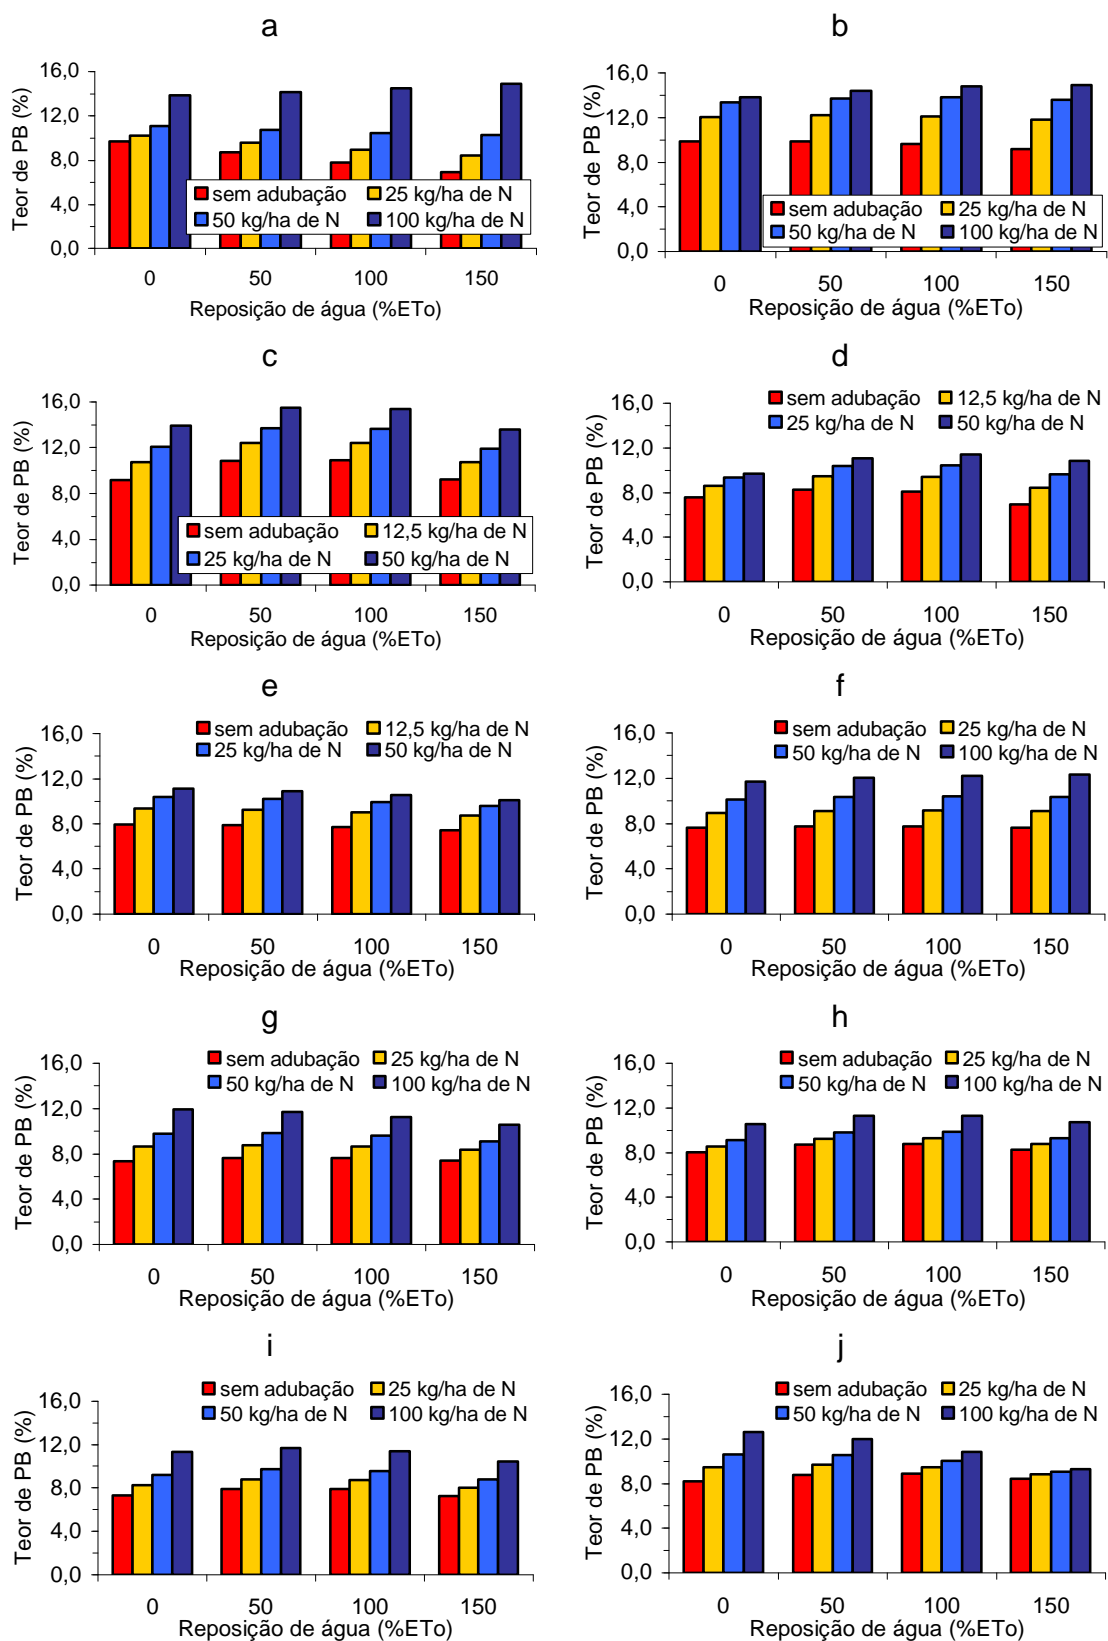 a
Teor de PB (%)
16,0
12,0
8,0
4,0
0,0
sem adubação 25 kg/ha de N
50 kg/ha de N 100 kg/ha de N
0 50 100 150
Reposição de água (%ETo)
b
Teor de PB (%)
16,0
12,0
8,0
4,0
0,0
sem adubação 25 kg/ha de N
50 kg/ha de N 100 kg/ha de N
0 50 100 150
Reposição de água (%ETo)
c
Teor de PB (%)
16,0
12,0
8,0
4,0
0,0
sem adubação 12,5 kg/ha de N
25 kg/ha de N 50 kg/ha de N
0 50 100 150
Reposição de água (%ETo)
d
Teor de PB (%)
sem adubação 12,5 kg/ha de N
25 kg/ha de N 50 kg/ha de N
16,0
12,0
8,0
4,0
0,0
0 50 100 150
Reposição de água (%ETo)
e
Teor de PB (%)
sem adubação 12,5 kg/ha de N
25 kg/ha de N 50 kg/ha de N
16,0
12,0
8,0
4,0
0,0
0 50 100 150
Reposição de água (%ETo)
f
Teor de PB (%)
sem adubação 25 kg/ha de N
50 kg/ha de N 100 kg/ha de N
16,0
12,0
8,0
4,0
0,0
0 50 100 150
Reposição de água (%ETo)
g
Teor de PB (%)
sem adubação 25 kg/ha de N
50 kg/ha de N 100 kg/ha de N
16,0
12,0
8,0
4,0
0,0
0 50 100 150
Reposição de água (%ETo)
h
Teor de PB (%)
sem adubação 25 kg/ha de N
50 kg/ha de N 100 kg/ha de N
16,0
12,0
8,0
4,0
0,0
0 50 100 150
Reposição de água (%ETo)
i
Teor de PB (%)
sem adubação 25 kg/ha de N
50 kg/ha de N 100 kg/ha de N
16,0
12,0
8,0
4,0
0,0
0 50 100 150
Reposição de água (%ETo)
j
Teor de PB (%)
sem adubação 25 kg/ha de N
50 kg/ha de N 100 kg/ha de N
16,0
12,0
8,0
4,0
0,0
0 50 100 150
Reposição de água (%ETo)